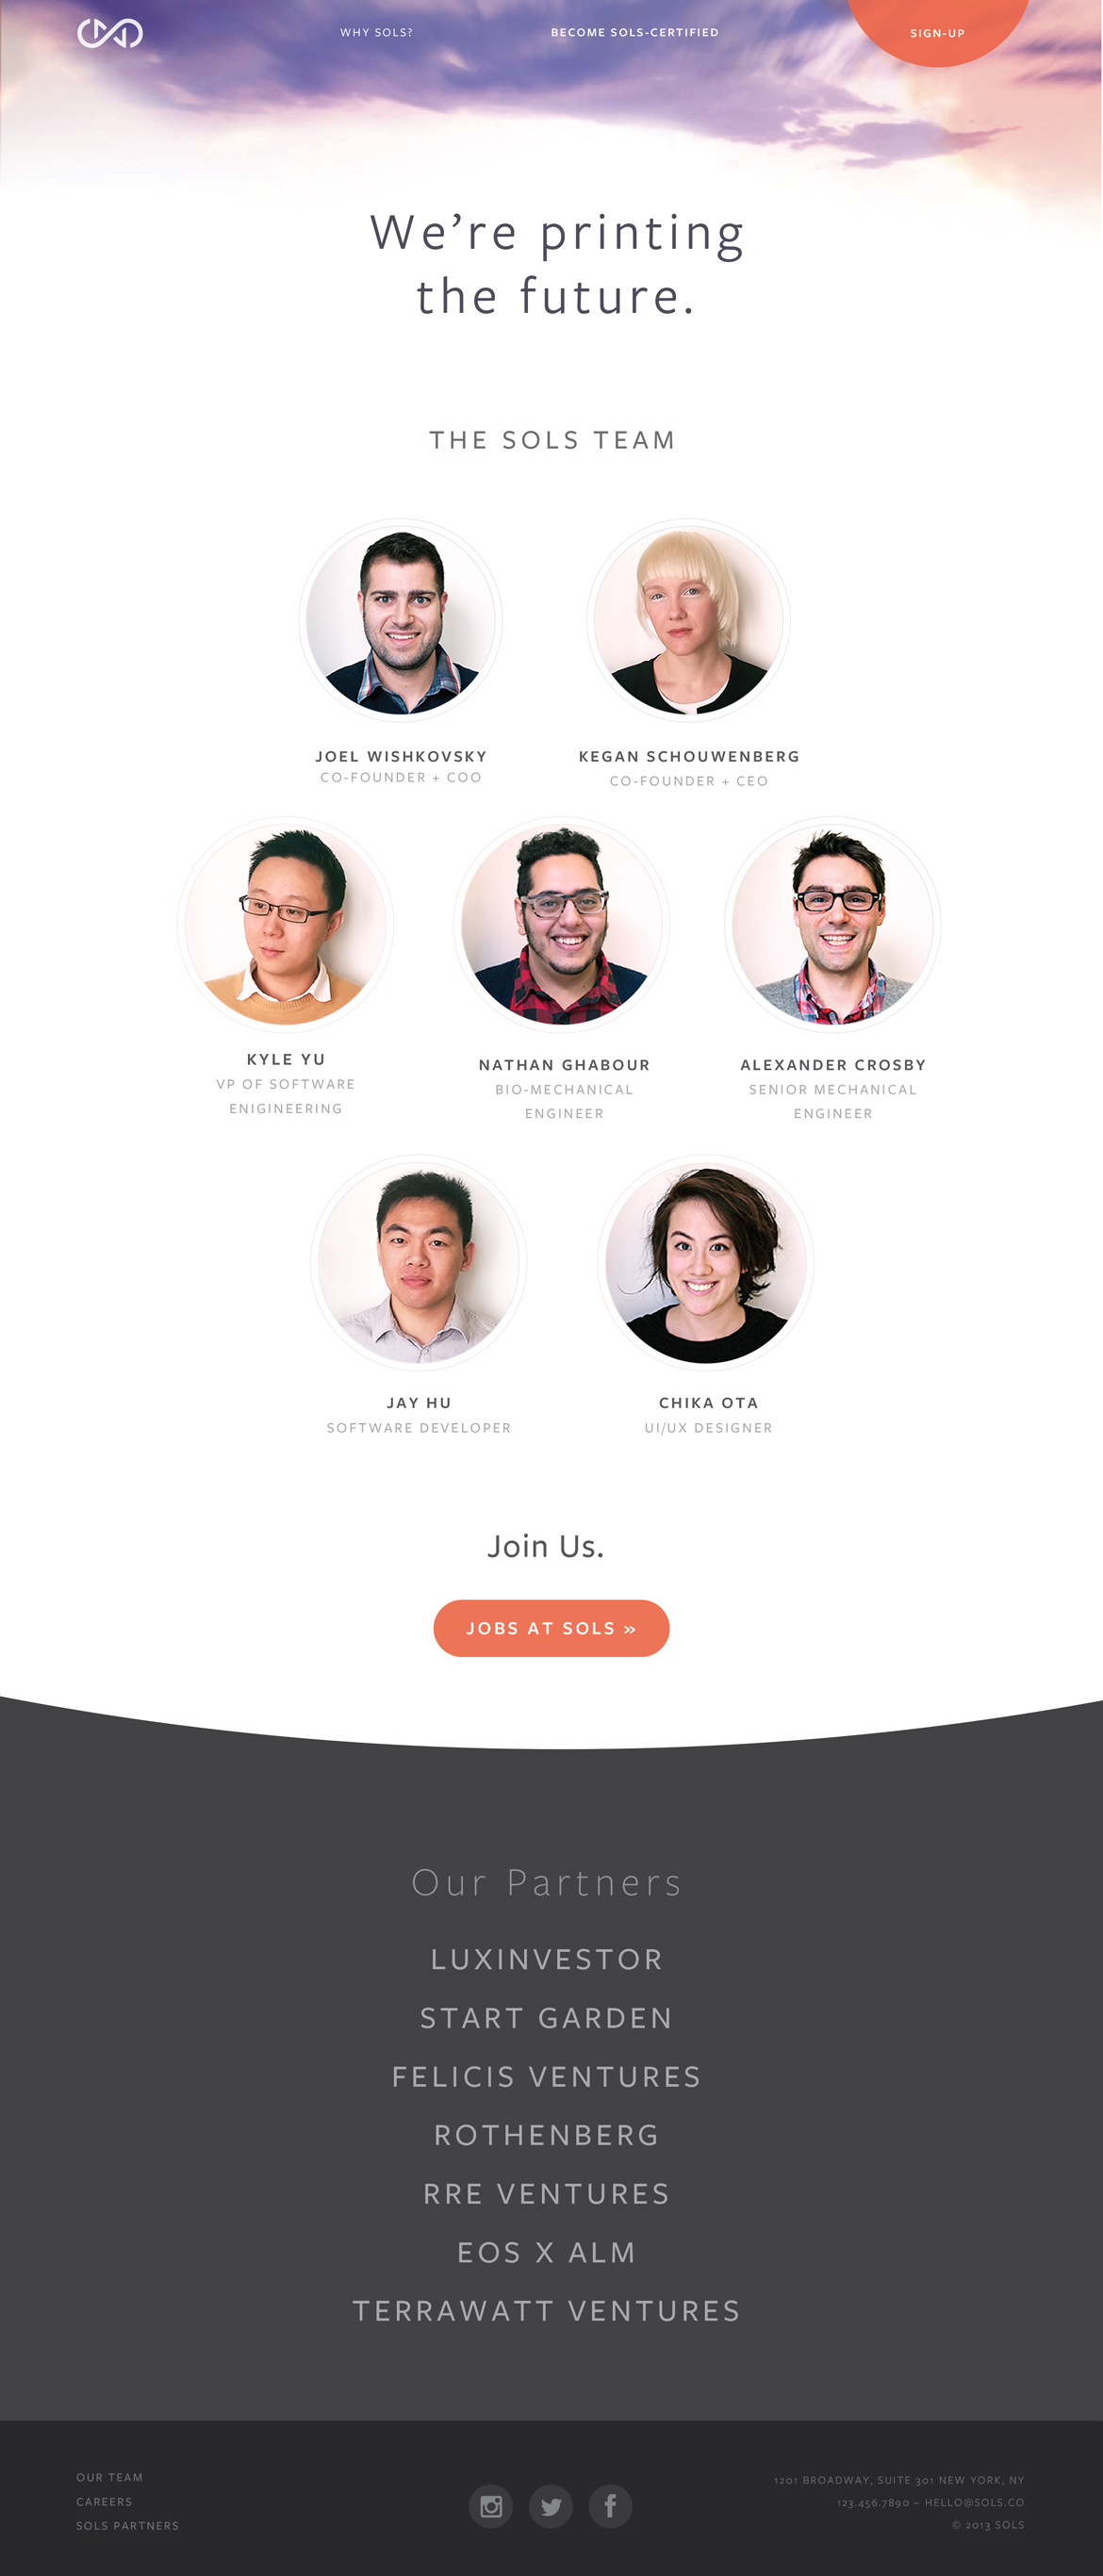 WHY SOLS?
BECOME SOLS-CERTIFIED
SIGN-UP
We're printing
the future.
THE SOLS TEAM
JOEL WISHKOVSKY
CO-FOUNDER + COO
KEGAN SCHOUWENBERG
CO-FOUNDER + CEO
KYLE YU
VP OF SOFTWARE
ENIGINEERING
NATHAN GHABOUR
BIO-MECHANICAL
ENGINEER
ALEXANDER CROSBY
SENIOR MECHANICAL
ENGINEER
JAY HU
SOFTWARE DEVELOPER
CHIKA OTA
UI/UX DESIGNER
Join Us.
JOBS AT SOLS »
Our Partners
LUXINVESTOR
START GARDEN
FELICIS VENTURES
ROTHENBERG
RRE VENTURES
EOS X ALM
TERRAWATT VENTURES
OUR TEAM
CAREERS
SOLS PARTNERS
1201 BROADWAY, SUITE 301 NEW YORK, NY
123.456.7890 – HELLO@SOLS.CO
© 2013 SOLS